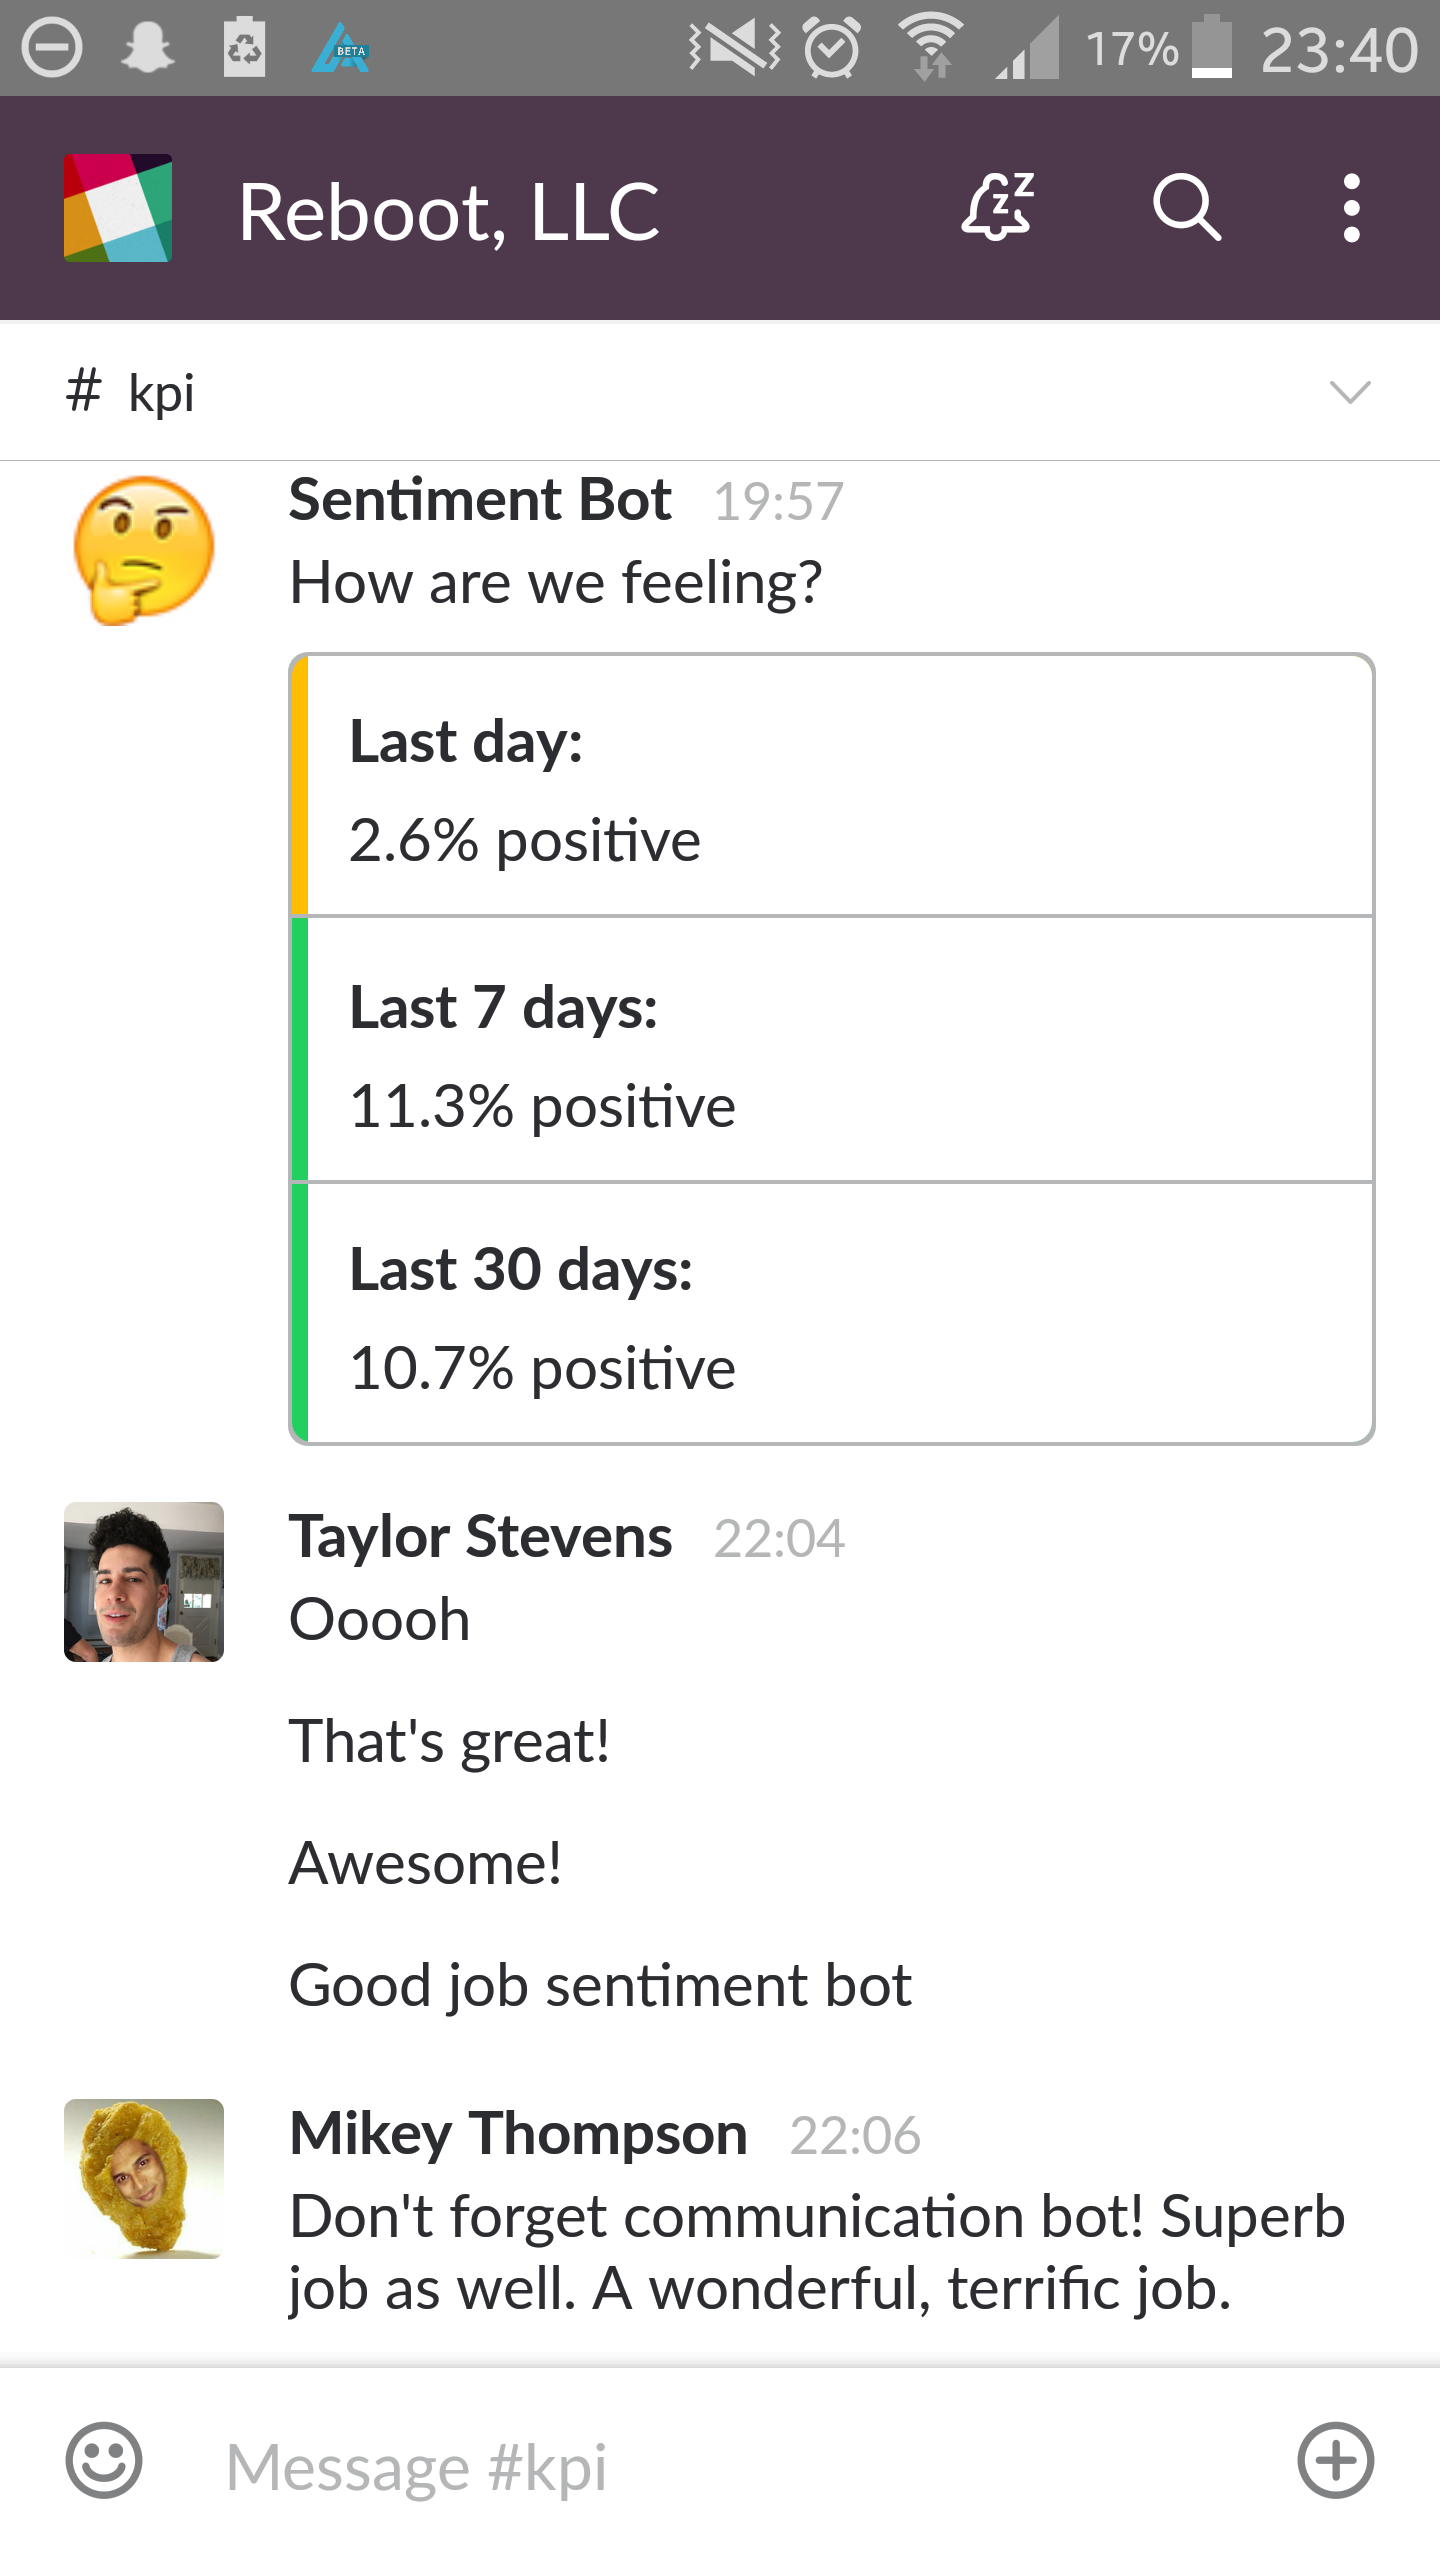 BETA
17% 23:40
Reboot, LLC
# kpi
Sentiment Bot 19:57
How are we feeling?
Last day:
2.6% positive
Last 7 days:
11.3% positive
Last 30 days:
10.7% positive
Taylor Stevens 22:04
Ooooh
That's great!
Awesome!
Good job sentiment bot
Mikey Thompson 22:06
Don't forget communication bot! Superb
job as well. A wonderful, terrific job.
Message #kpi